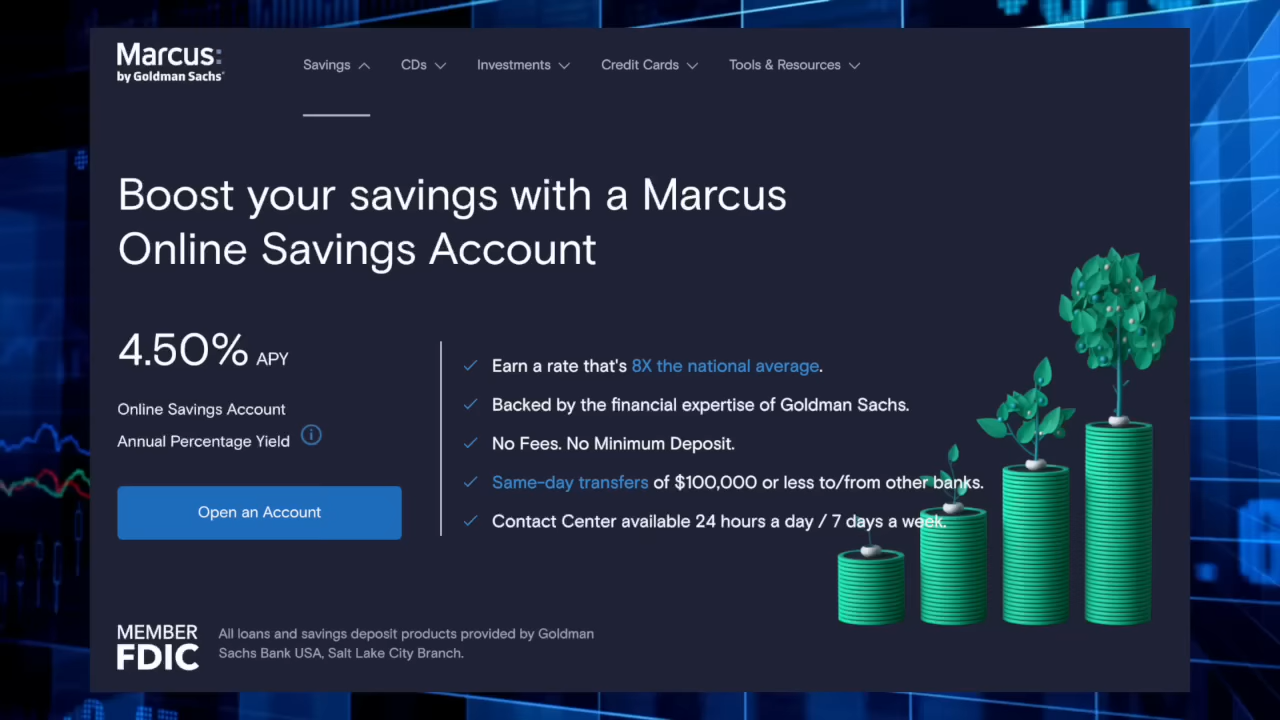 Marcus:
by Goldman Sachs®
Savings
CDs
Investments
Credit Cards
Tools & Resources
Boost your savings with a Marcus
Online Savings Account
4.50% APY
Online Savings Account
Annual Percentage Yield
Open an Account
Earn a rate that's 8X the national average.
Backed by the financial expertise of Goldman Sachs.
No Fees. No Minimum Deposit.
Same-day transfers of $100,000 or less to/from other banks.
Contact Center available 24 hours a day / 7 days a week.
MEMBER
FDIC
All loans and savings deposit products provided by Goldman
Sachs Bank USA, Salt Lake City Branch.